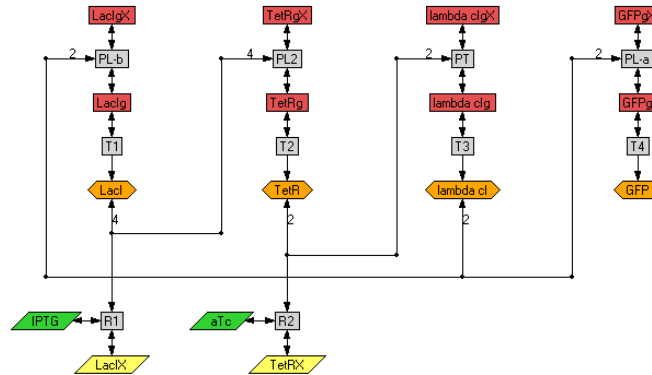 LacIgX TetRgX lambda cIgX GFPgX
2 PL-b 4 PL2 2 PT 2 PL-a
LacIg TetRg lambda cIg GFPg
T1 T2 T3 T4
LacI TetR lambda cI GFP
4 2 2
IPTG R1 aTc R2
LacIX TetRX